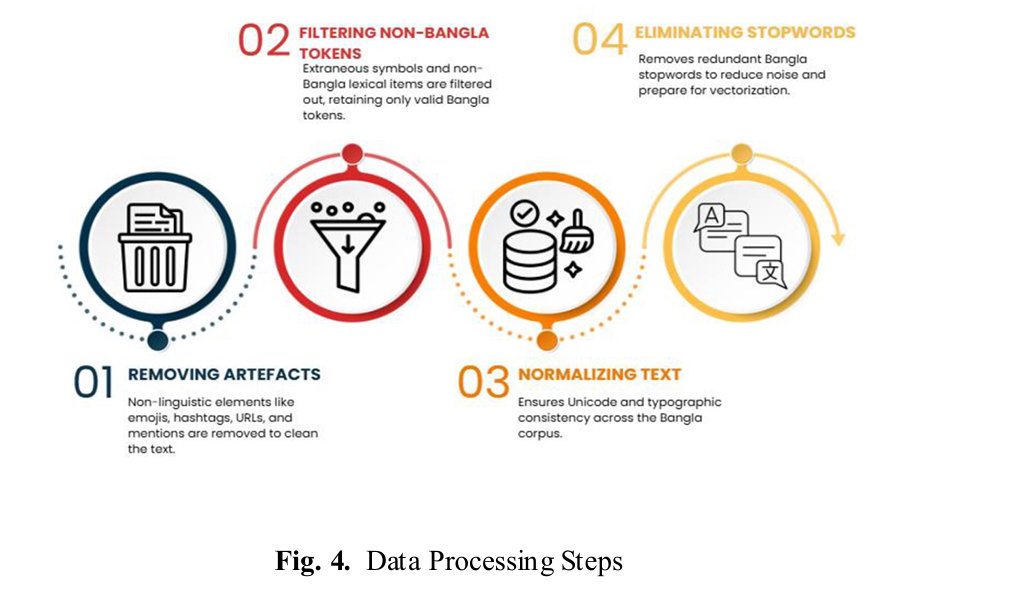 02
FILTERING NON-BANGLA
TOKENS
Extraneous symbols and non-
Bangla lexical items are filtered
out, retaining only valid Bangla
tokens.
04
ELIMINATING STOPWORDS
Removes redundant Bangla
stopwords to reduce noise and
prepare for vectorization.
A
文
01
REMOVING ARTEFACTS
Non-linguistic elements like
emojis, hashtags, URLs, and
mentions are removed to clean
the text.
03
NORMALIZING TEXT
Ensures Unicode and typographic
consistency across the Bangla
corpus.
Fig. 4. Data Processing Steps